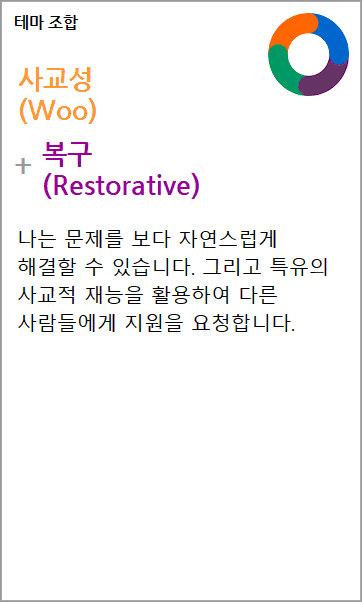 테마 조합
사교성
(Woo)
+ 복구
(Restorative)
나는 문제를 보다 자연스럽게
해결할 수 있습니다. 그리고 특유의
사교적 재능을 활용하여 다른
사람들에게 지원을 요청합니다.